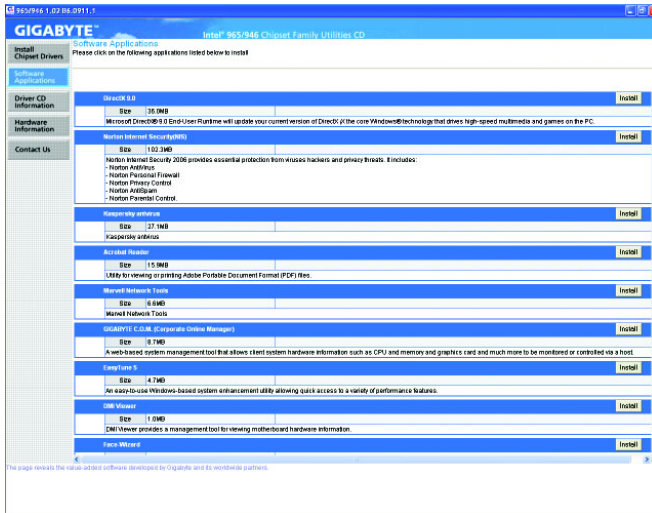 965/946 1.02 B6.0911.1
GIGABYTE™
Intel® 965/946 Chipset Family Utilities CD
Install
Chipset Drivers
Software
Applications
Driver CD
Information
Hardware
Information
Contact Us
Software Applications
Please click on the following applications listed below to install
DirectX 9.0
Install
Size 35.0MB
Microsoft DirectX® 9.0 End-User Runtime will update your current version of DirectX ¡Xthe core Windows® technology that drives high-speed multimedia and games on the PC.
Norton Internet Security(NIS)
Install
Size 102.3MB
Norton Internet Security 2006 provides essential protection from viruses hackers and privacy threats. It includes:
- Norton AntiVirus
- Norton Personal Firewall
- Norton Privacy Control
- Norton AntiSpam
- Norton Parental Control.
Kaspersky antivirus
Install
Size 37.1MB
Kaspersky antivirus
Acrobat Reader
Install
Size 15.9MB
Utility for viewing or printing Adobe Portable Document Format (PDF) files.
Marvell Network Tools
Install
Size 6.6MB
Marvell Network Tools
GIGABYTE C.O.M. (Corporate Online Manager)
Install
Size 8.7MB
A web-based system management tool that allows client system hardware information such as CPU and memory and graphics card and much more to be monitored or controlled via a host.
EasyTune 5
Install
Size 4.7MB
An easy-to-use Windows-based system enhancement utility allowing quick access to a variety of performance features.
DMI Viewer
Install
Size 1.0MB
DMI Viewer provides a management tool for viewing motherboard hardware information.
Face-Wizard
Install
The page reveals the value-added software developed by Gigabyte and its worldwide partners.